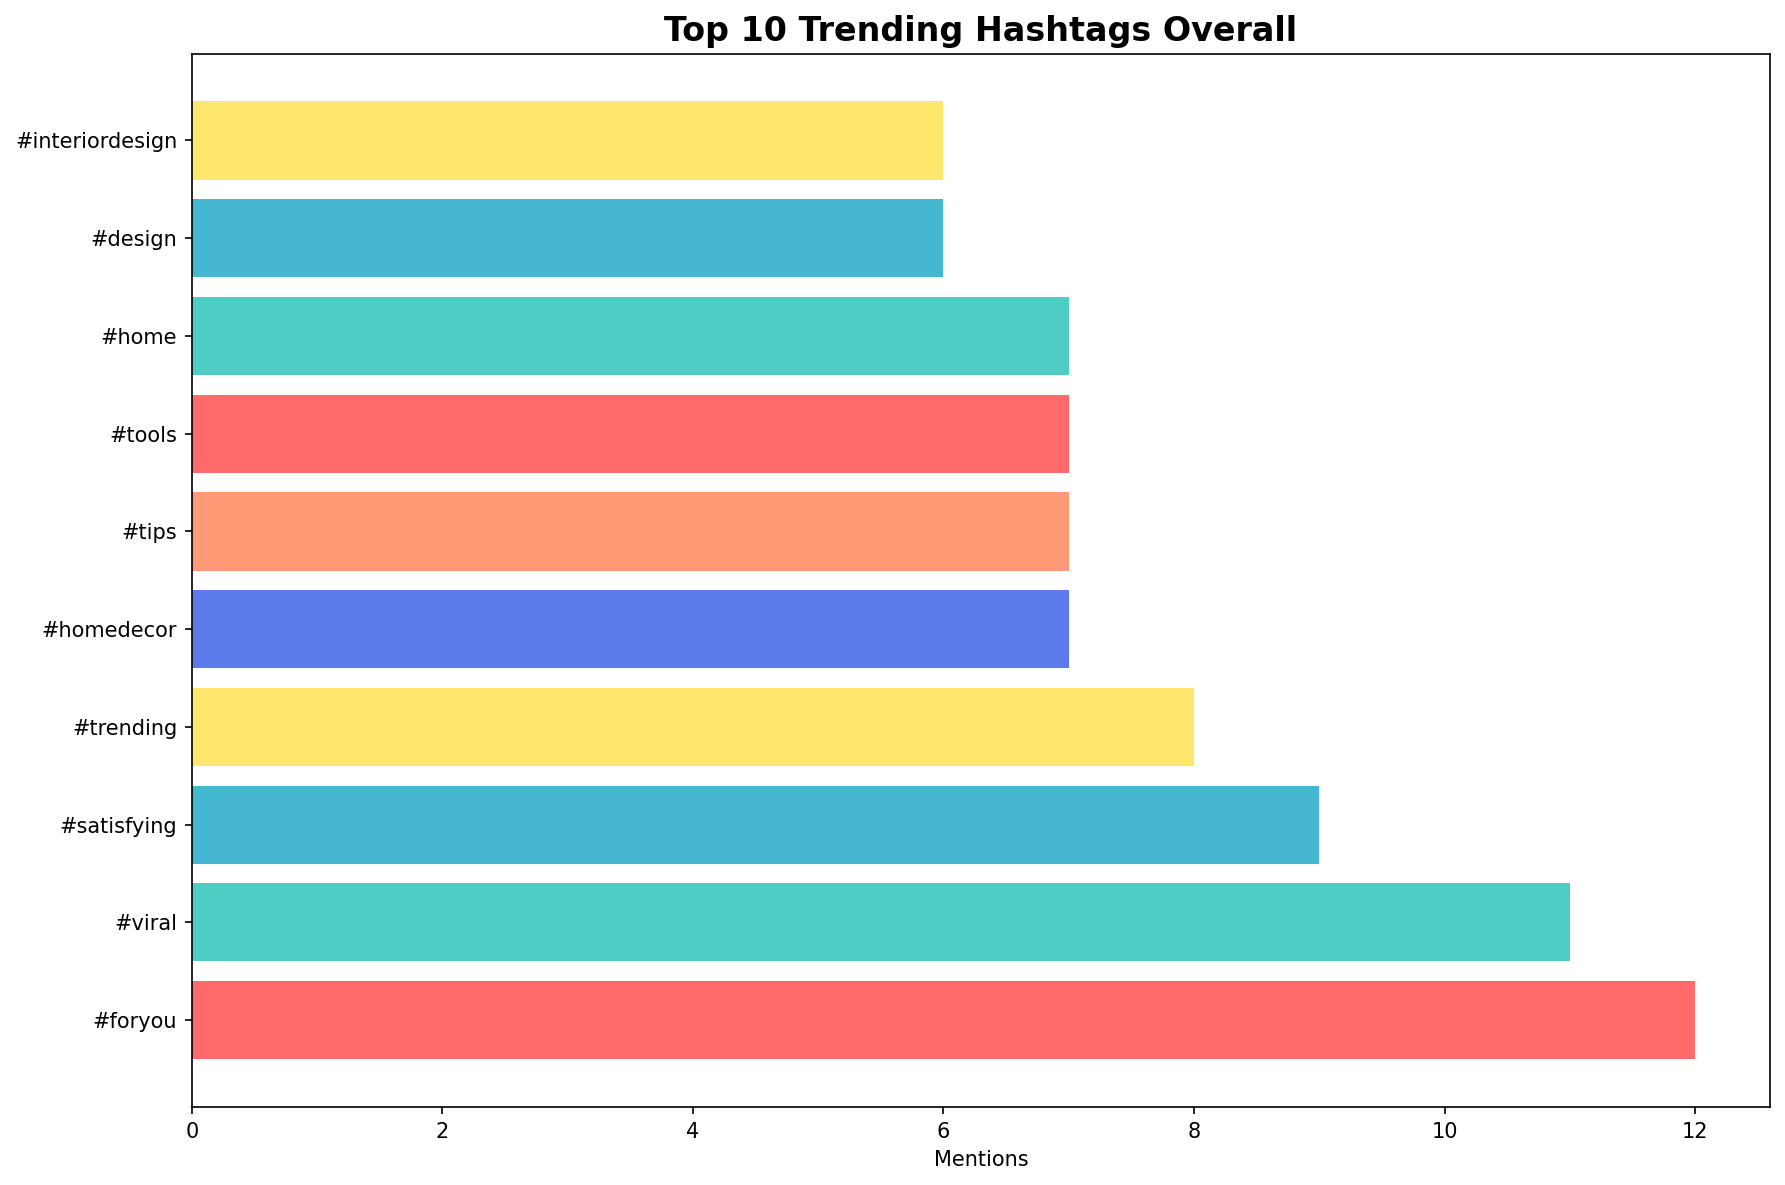 Top 10 Trending Hashtags Overall
#interiordesign
#design
#home
#tools
#tips
#homedecor
#trending
#satisfying
#viral
#foryou
0 2 4 6 8 10 12
Mentions